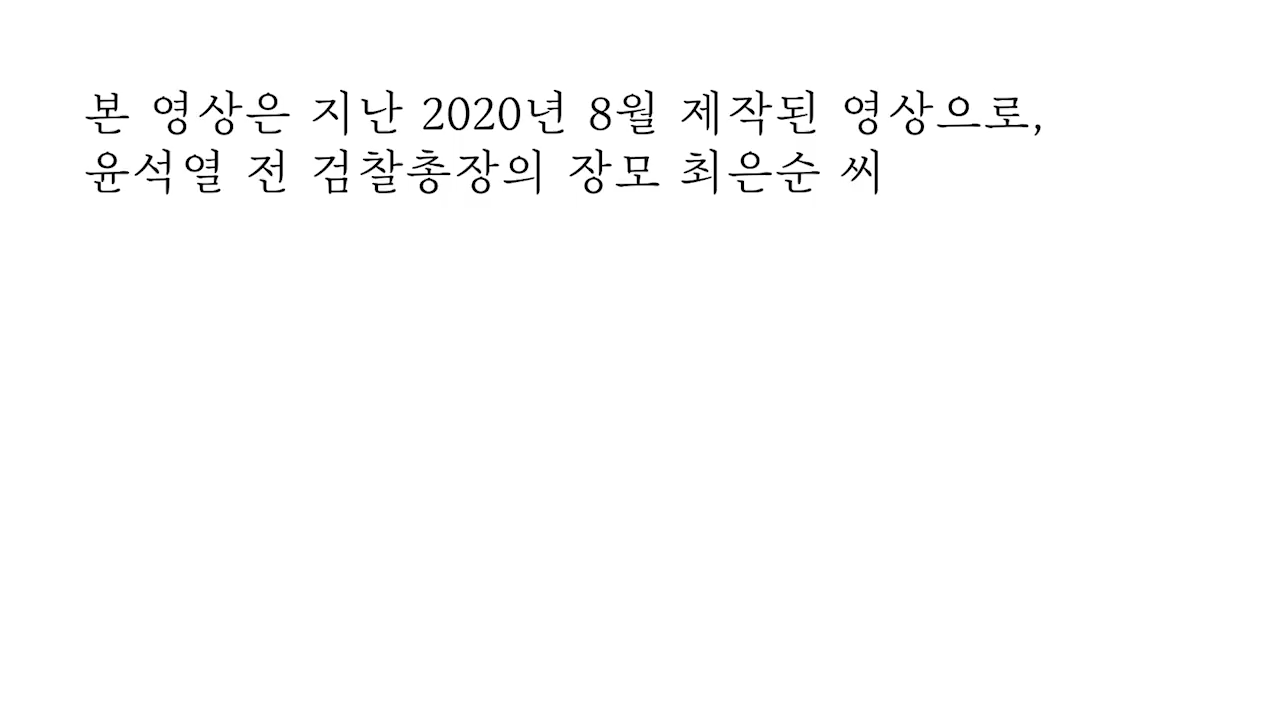 본 영상은 지난 2020년 8월 제작된 영상으로,
윤석열 전 검찰총장의 장모 최은순 씨